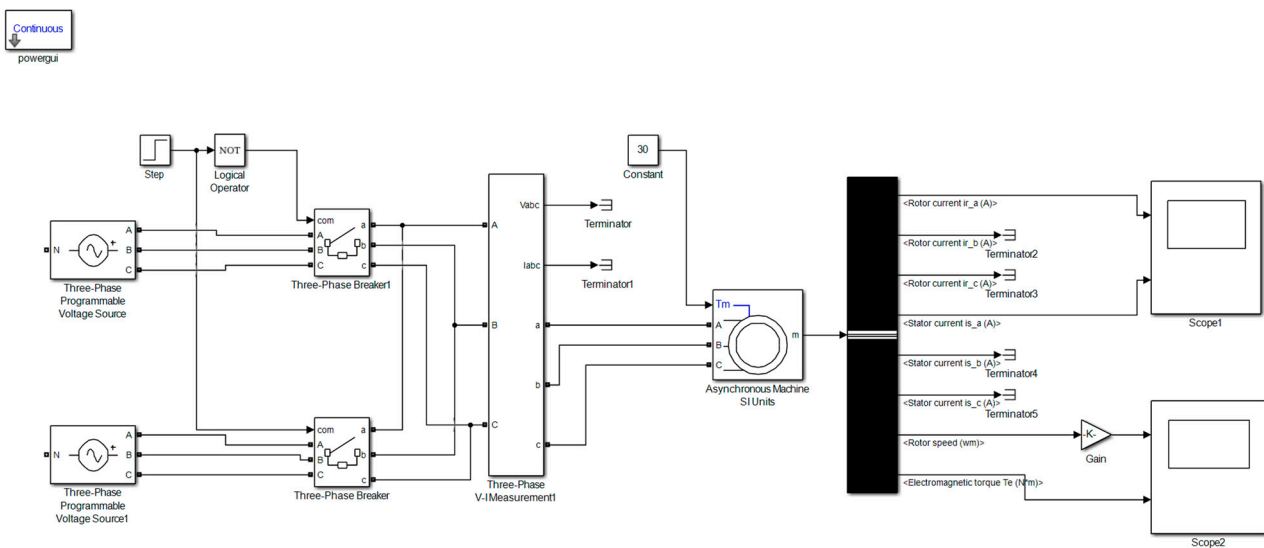 Continuous
powergui
Step
NOT
Logical
Operator
30
Constant
N
A
B
C
Three-Phase
Programmable
Voltage Source
com
A
B
C
a
b
c
Three-Phase Breaker1
N
A
B
C
Three-Phase
Programmable
Voltage Source1
com
A
B
C
a
b
c
Three-Phase Breaker
A
B
C
Vabc
Iabc
a
b
c
Three-Phase
V-I Measurement1
Terminator
Terminator1
Tm
A
B
C
m
Asynchronous Machine
SI Units
<Rotor current ir_a (A)>
<Rotor current ir_b (A)>
Terminator2
<Rotor current ir_c (A)>
Terminator3
<Stator current is_a (A)>
<Stator current is_b (A)>
Terminator4
<Stator current is_c (A)>
Terminator5
<Rotor speed (wm)>
-K-
Gain
<Electromagnetic torque Te (N*m)>
Scope1
Scope2